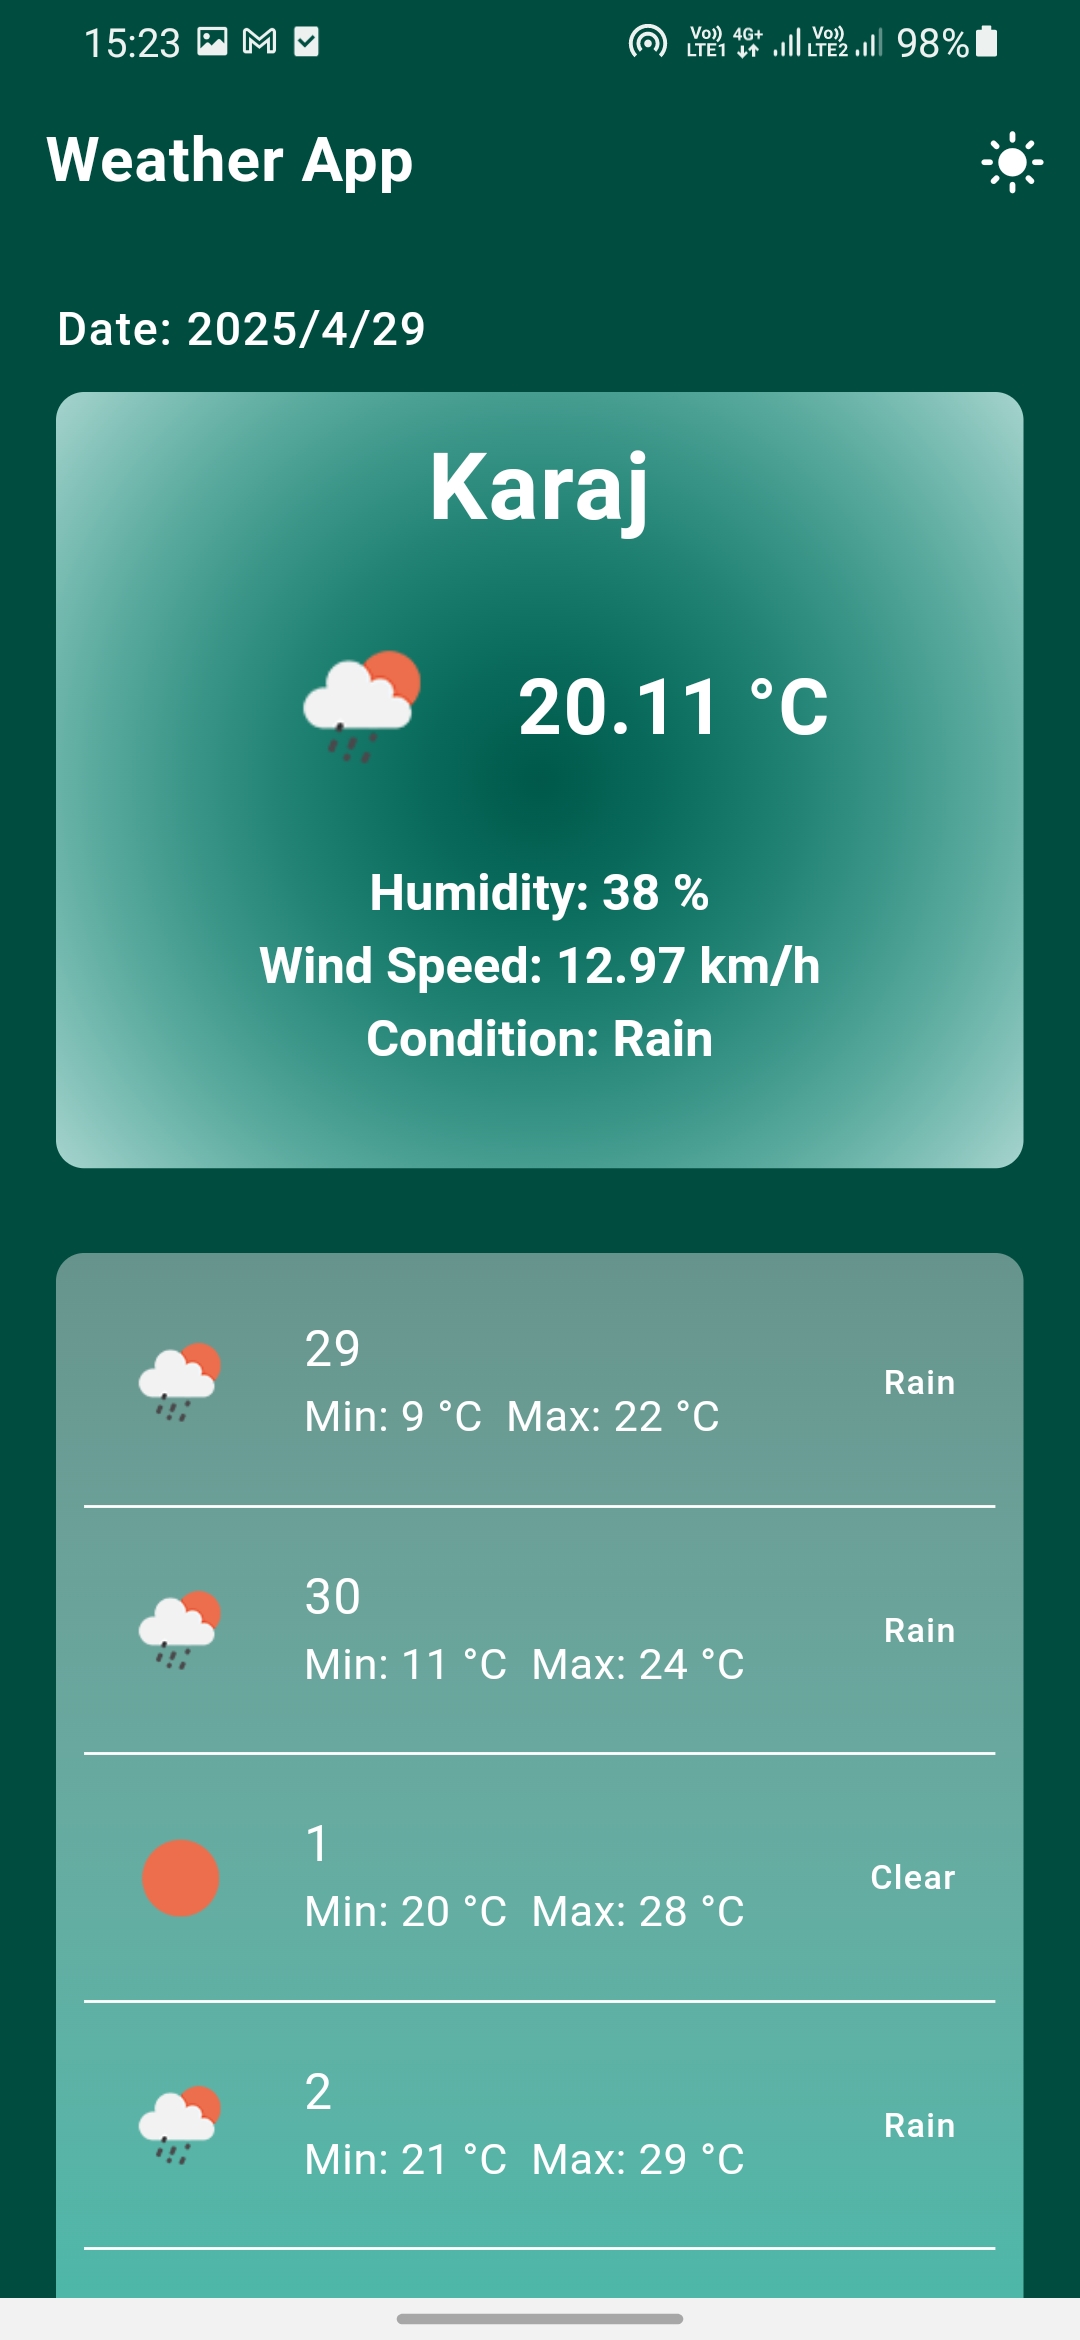 15:23 Vo)) LTE1 4G+ Vo)) LTE2 98%
Weather App
Date: 2025/4/29
Karaj
20.11 °C
Humidity: 38 %
Wind Speed: 12.97 km/h
Condition: Rain
29
Min: 9 °C Max: 22 °C
Rain
30
Min: 11 °C Max: 24 °C
Rain
1
Min: 20 °C Max: 28 °C
Clear
2
Min: 21 °C Max: 29 °C
Rain